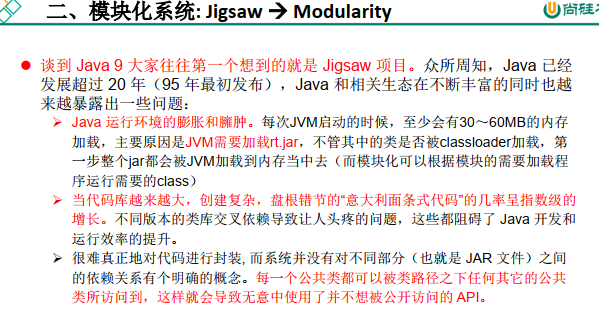 二、模块化系统: Jigsaw → Modularity
尚硅
● 谈到 Java 9 大家往往第一个想到的就是 Jigsaw 项目。众所周知，Java 已经
发展超过 20 年（95 年最初发布），Java 和相关生态在不断丰富的同时也越
来越暴露出一些问题：
➢ Java 运行环境的膨胀和臃肿。每次JVM启动的时候，至少会有30～60MB的内存
加载，主要原因是JVM需要加载rt.jar，不管其中的类是否被classloader加载，第
一步整个jar都会被JVM加载到内存当中去（而模块化可以根据模块的需要加载程
序运行需要的class）
➢ 当代码库越来越大，创建复杂，盘根错节的“意大利面条式代码”的几率呈指数级的
增长。不同版本的类库交叉依赖导致让人头疼的问题，这些都阻碍了 Java 开发和
运行效率的提升。
➢ 很难真正地对代码进行封装, 而系统并没有对不同部分（也就是 JAR 文件）之间
的依赖关系有个明确的概念。每一个公共类都可以被类路径之下任何其它的公共
类所访问到，这样就会导致无意中使用了并不想被公开访问的 API。